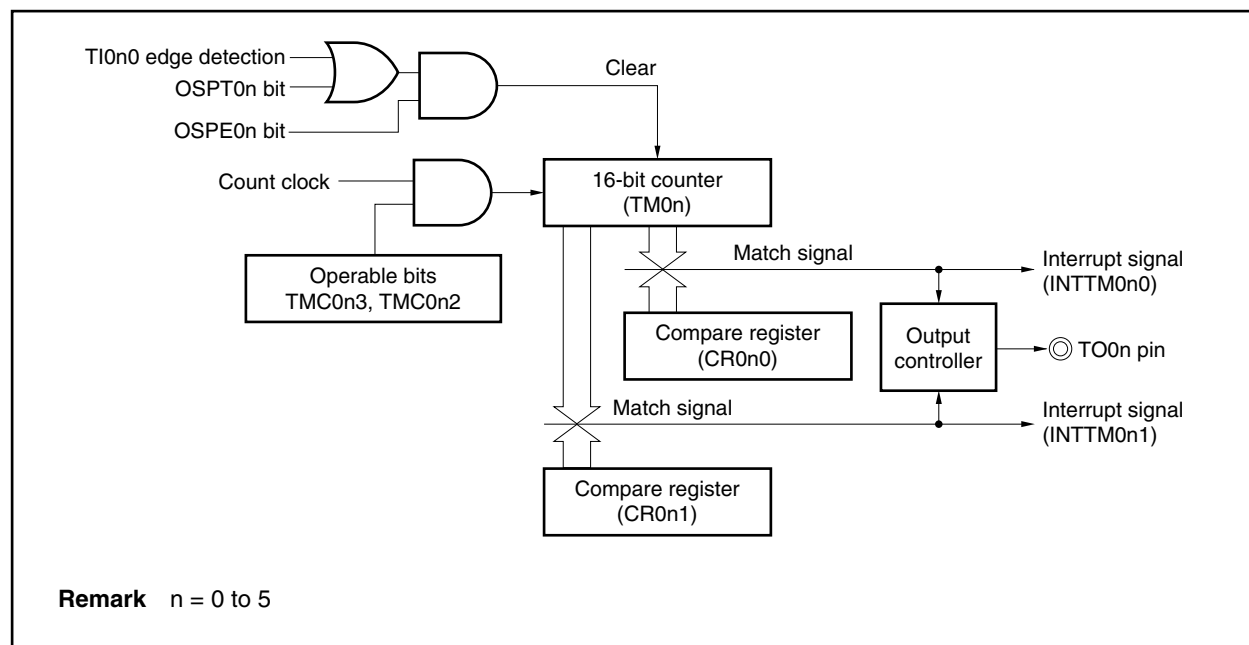 TI0n0 edge detection
OSPT0n bit
OSPE0n bit
Clear
Count clock
16-bit counter
(TM0n)
Operable bits
TMC0n3, TMC0n2
Match signal
Interrupt signal
(INTTM0n0)
Compare register
(CR0n0)
Output
controller
TO0n pin
Match signal
Interrupt signal
(INTTM0n1)
Compare register
(CR0n1)
Remark n = 0 to 5